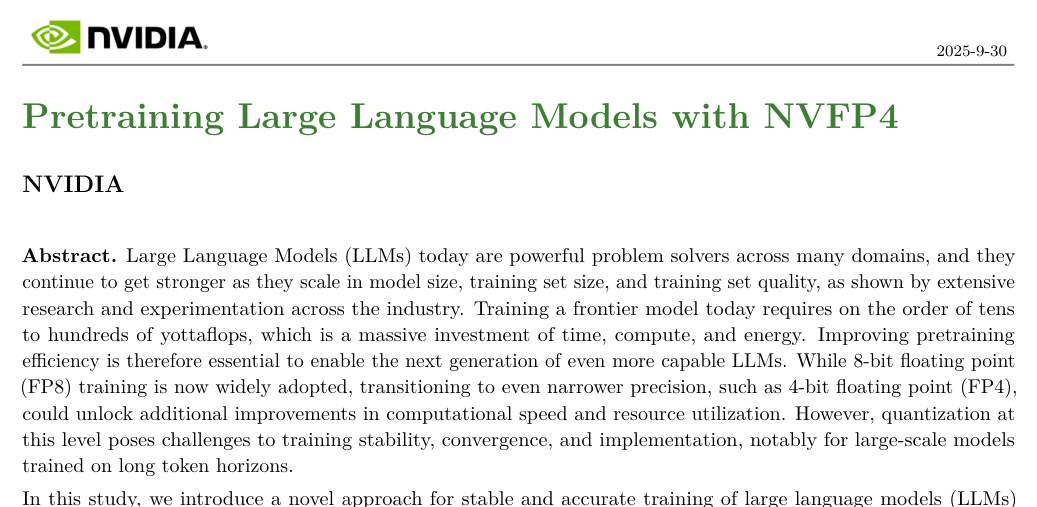 NVIDIA.
2025-9-30
Pretraining Large Language Models with NVFP4
NVIDIA
Abstract. Large Language Models (LLMs) today are powerful problem solvers across many domains, and they
continue to get stronger as they scale in model size, training set size, and training set quality, as shown by extensive
research and experimentation across the industry. Training a frontier model today requires on the order of tens
to hundreds of yottaflops, which is a massive investment of time, compute, and energy. Improving pretraining
efficiency is therefore essential to enable the next generation of even more capable LLMs. While 8-bit floating point
(FP8) training is now widely adopted, transitioning to even narrower precision, such as 4-bit floating point (FP4),
could unlock additional improvements in computational speed and resource utilization. However, quantization at
this level poses challenges to training stability, convergence, and implementation, notably for large-scale models
trained on long token horizons.
In this study, we introduce a novel approach for stable and accurate training of large language models (LLMs)